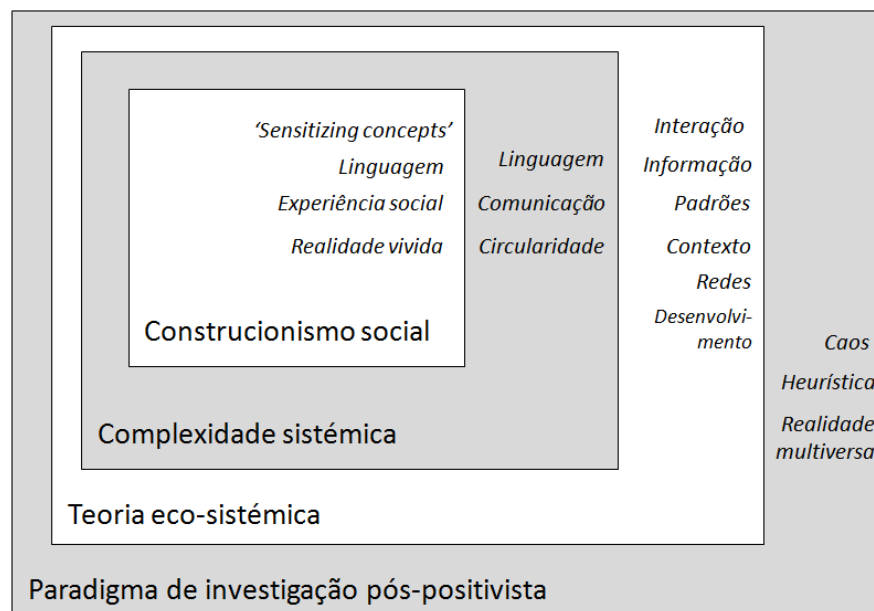 'Sensitizing concepts'
Linguagem
Experiência social
Realidade vivida
Construcionismo social
Linguagem
Comunicação
Circularidade
Complexidade sistémica
Interação
Informação
Padrões
Contexto
Redes
Desenvolvi-
mento
Teoria eco-sistémica
Caos
Heurística
Realidade
multiversa
Paradigma de investigação pós-positivista